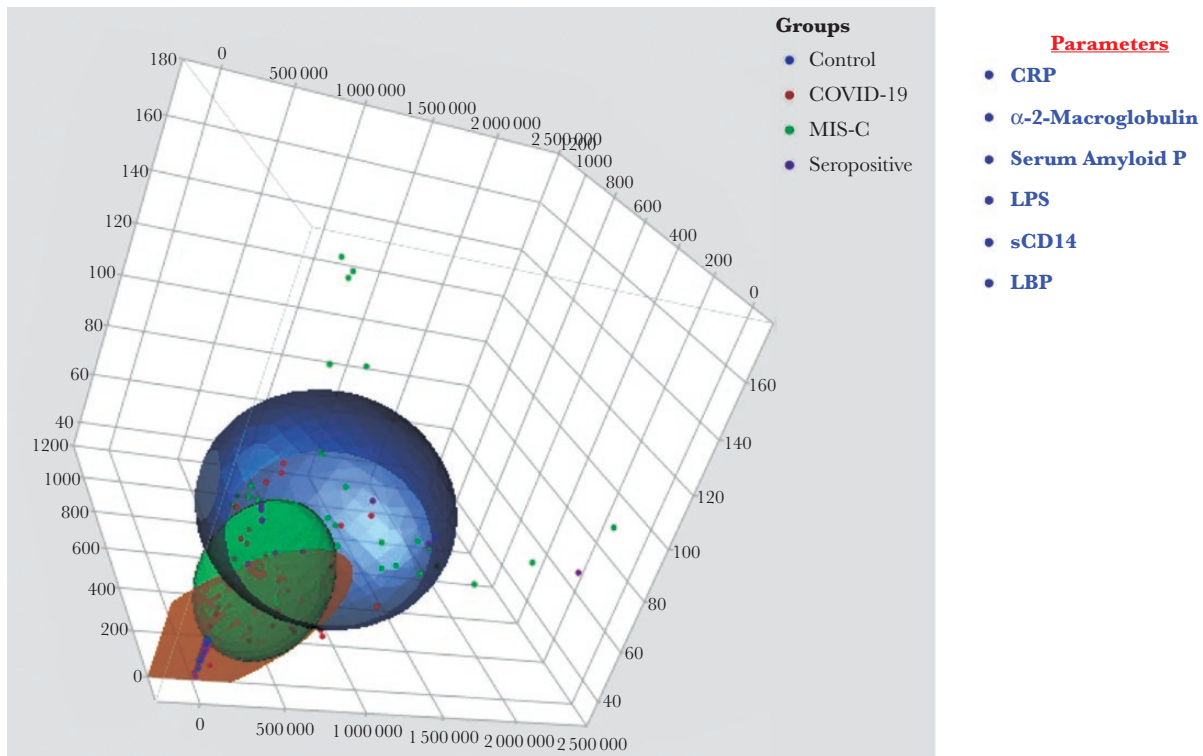 Groups
Control
COVID-19
MIS-C
Seropositive
Parameters
CRP
α-2-Macroglobulin
Serum Amyloid P
LPS
sCD14
LBP
0
500 000
1 000 000
1 500 000
2 000 000
2 500 000
1200
1000
800
600
400
200
0
180
160
140
120
100
80
60
40
1200
1000
800
600
400
200
0
160
140
120
100
80
60
40
0
500 000
1 000 000
1 500 000
2 000 000
2 500 000